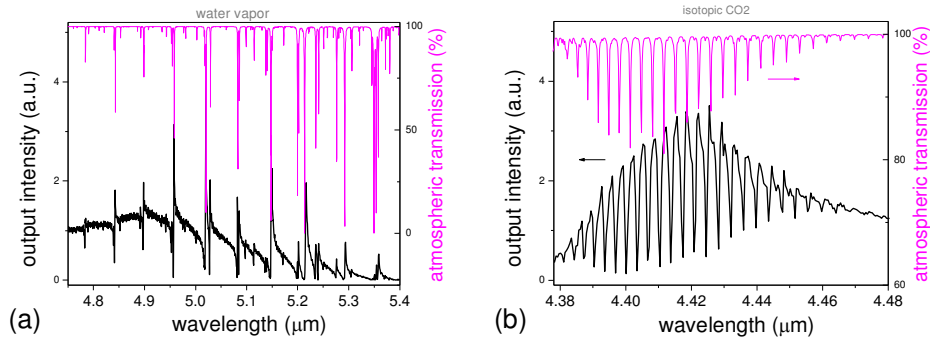 water vapor
100
50
0
atmospheric transmission (%)
4
2
0
output intensity (a.u.)
4.8
4.9
5.0
5.1
5.2
5.3
5.4
wavelength (μm)
(a)
isotopic CO2
100
80
60
atmospheric transmission (%)
4
2
0
output intensity (a.u.)
4.38
4.40
4.42
4.44
4.46
4.48
wavelength (μm)
(b)